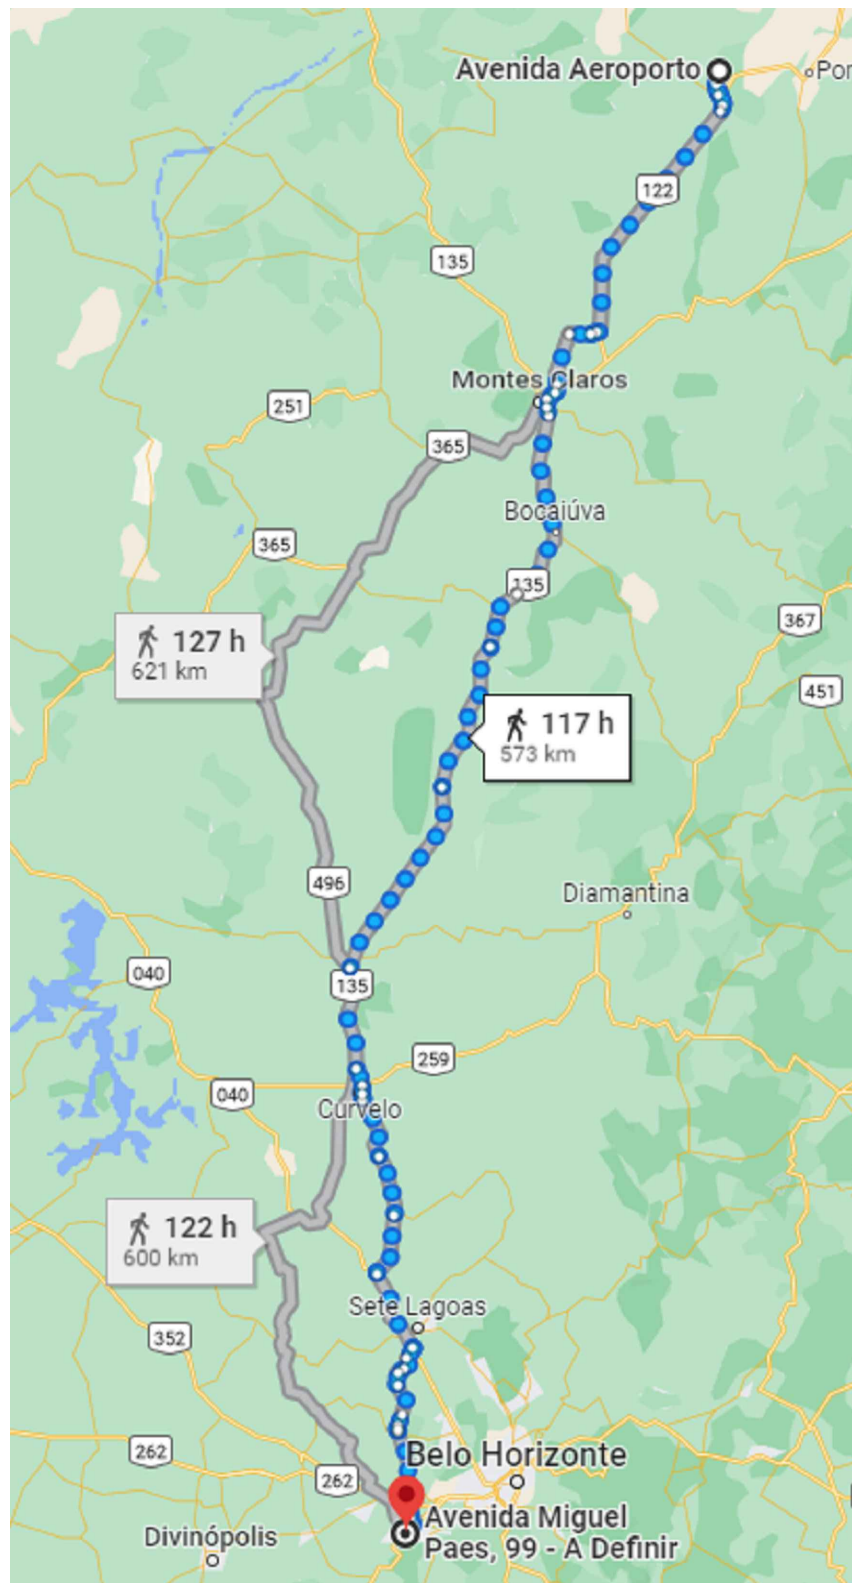 Avenida Aeroporto
Por
122
135
Montes Claros
251
365
Bocaiúva
365
135
367
127 h
621 km
451
117 h
573 km
496
Diamantina
040
135
259
040
Curvelo
122 h
600 km
Sete Lagoas
352
262
Belo Horizonte
262
Avenida Miguel
Paes, 99 - A Definir
Divinópolis